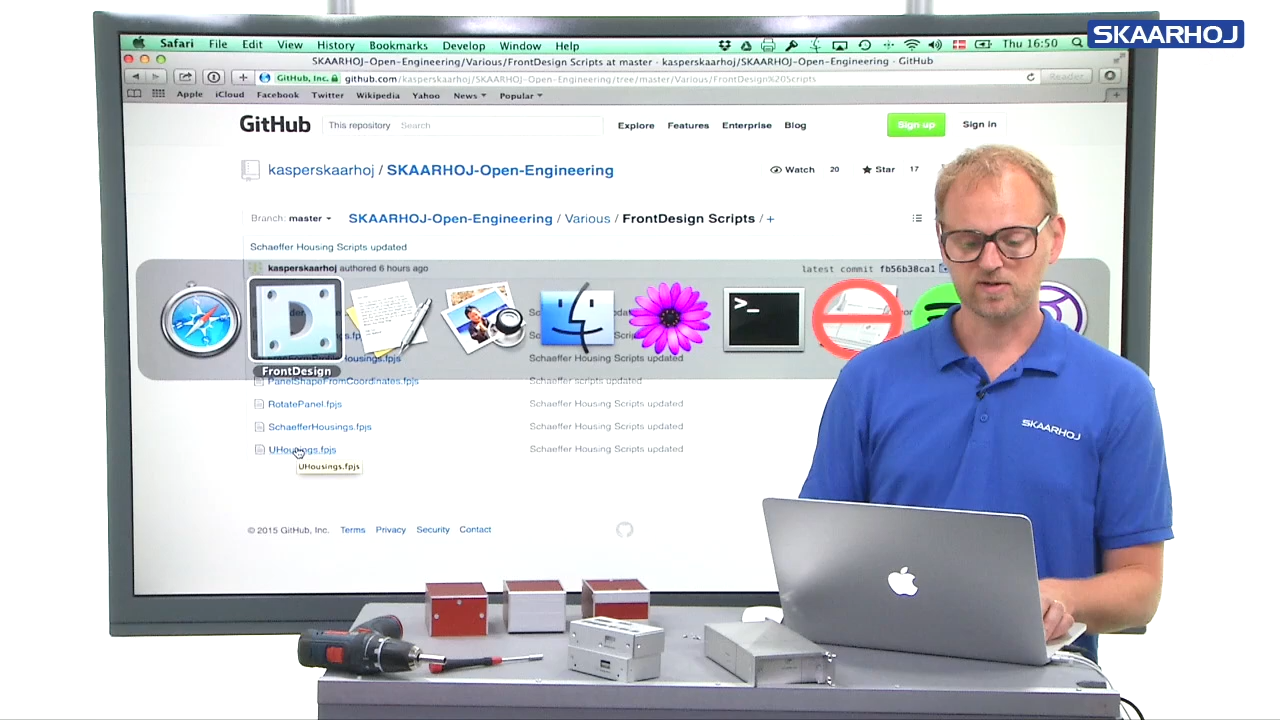 SKAARHOJ
Safari File Edit View History Bookmarks Develop Window Help
Thu 16:50
SKAARHOJ-Open-Engineering/Various/FrontDesign Scripts at master · kasperskaarhoj/SKAARHOJ-Open-Engineering · GitHub
GitHub, Inc. github.com/kasperskaarhoj/SKAARHOJ-Open-Engineering/tree/master/Various/FrontDesign%20Scripts
Reader
Apple iCloud Facebook Twitter Wikipedia Yahoo News Popular
GitHub This repository Search Explore Features Enterprise Blog Sign up Sign in
kasperskaarhoj / SKAARHOJ-Open-Engineering
Watch 20 Star 17
Branch: master SKAARHOJ-Open-Engineering / Various / FrontDesign Scripts / +
Schaeffer Housing Scripts updated
kasperskaarhoj authored 6 hours ago
latest commit fb56b38ca1
D
>_
Schaeffer Housing Scripts updated
FrontDesign
PanelShapeFromCoordinates.fpjs Schaeffer scripts updated
RotatePanel.fpjs Schaeffer Housing Scripts updated
SchaefferHousings.fpjs Schaeffer Housing Scripts updated
UHousings.fpjs Schaeffer Housing Scripts updated
UHousings.fpjs
© 2015 GitHub, Inc. Terms Privacy Security Contact
SKAARHOJ